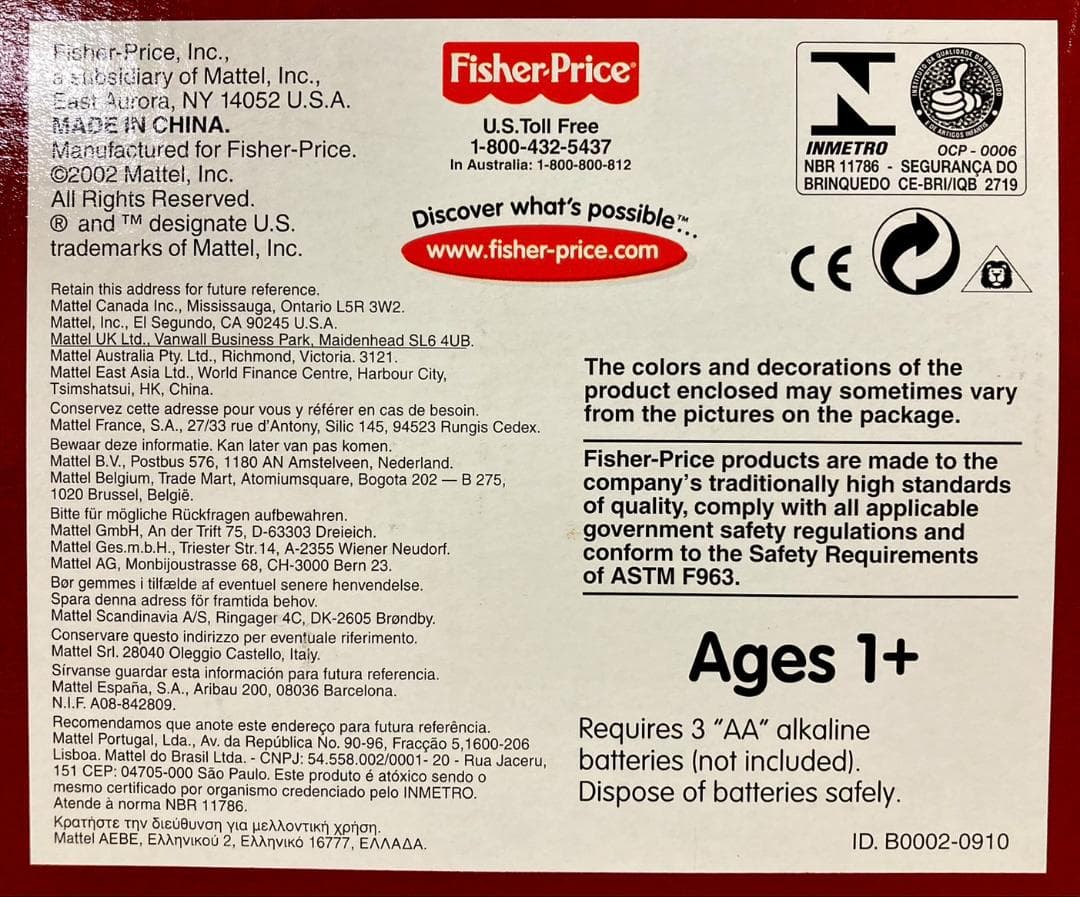 Fisher-Price, Inc.,
a subsidiary of Mattel, Inc.,
East Aurora, NY 14052 U.S.A.
MADE IN CHINA.
Manufactured for Fisher-Price.
©2002 Mattel, Inc.
All Rights Reserved.
® and ™ designate U.S.
trademarks of Mattel, Inc.
Fisher-Price®
U.S.Toll Free
1-800-432-5437
In Australia: 1-800-800-812
Discover what's possible™...
www.fisher-price.com
INSTITUTO DA QUALIDADE DO BRINQUEDO
E DE ARTIGOS INFANTIS
INMETRO OCP - 0006
NBR 11786 - SEGURANÇA DO
BRINQUEDO CE-BRI/IQB 2719
CE
Retain this address for future reference.
Mattel Canada Inc., Mississauga, Ontario L5R 3W2.
Mattel, Inc., El Segundo, CA 90245 U.S.A.
Mattel UK Ltd., Vanwall Business Park, Maidenhead SL6 4UB.
Mattel Australia Pty. Ltd., Richmond, Victoria. 3121.
Mattel East Asia Ltd., World Finance Centre, Harbour City,
Tsimshatsui, HK, China.
Conservez cette adresse pour vous y référer en cas de besoin.
Mattel France, S.A., 27/33 rue d'Antony, Silic 145, 94523 Rungis Cedex.
Bewaar deze informatie. Kan later van pas komen.
Mattel B.V., Postbus 576, 1180 AN Amstelveen, Nederland.
Mattel Belgium, Trade Mart, Atomiumsquare, Bogota 202 — B 275,
1020 Brussel, België.
Bitte für mögliche Rückfragen aufbewahren.
Mattel GmbH, An der Trift 75, D-63303 Dreieich.
Mattel Ges.m.b.H., Triester Str. 14, A-2355 Wiener Neudorf.
Mattel AG, Monbijoustrasse 68, CH-3000 Bern 23.
Bør gemmes i tilfælde af eventuel senere henvendelse.
Spara denna adress för framtida behov.
Mattel Scandinavia A/S, Ringager 4C, DK-2605 Brøndby.
Conservare questo indirizzo per eventuale riferimento.
Mattel Srl. 28040 Oleggio Castello, Italy.
Sírvanse guardar esta información para futura referencia.
Mattel España, S.A., Aribau 200, 08036 Barcelona.
N.I.F. A08-842809.
Recomendamos que anote este endereço para futura referência.
Mattel Portugal, Lda., Av. da República No. 90-96, Fracção 5,1600-206
Lisboa. Mattel do Brasil Ltda. - CNPJ: 54.558.002/0001- 20 - Rua Jaceru,
151 CEP: 04705-000 São Paulo. Este produto é atóxico sendo o
mesmo certificado por organismo credenciado pelo INMETRO.
Atende à norma NBR 11786.
Κρατήστε την διεύθυνση για μελλοντική χρήση.
Mattel AEBE, Ελληνικού 2, Ελληνικό 16777, ΕΛΛΑΔΑ.
The colors and decorations of the
product enclosed may sometimes vary
from the pictures on the package.
Fisher-Price products are made to the
company's traditionally high standards
of quality, comply with all applicable
government safety regulations and
conform to the Safety Requirements
of ASTM F963.
Ages 1+
Requires 3 "AA" alkaline
batteries (not included).
Dispose of batteries safely.
ID. B0002-0910